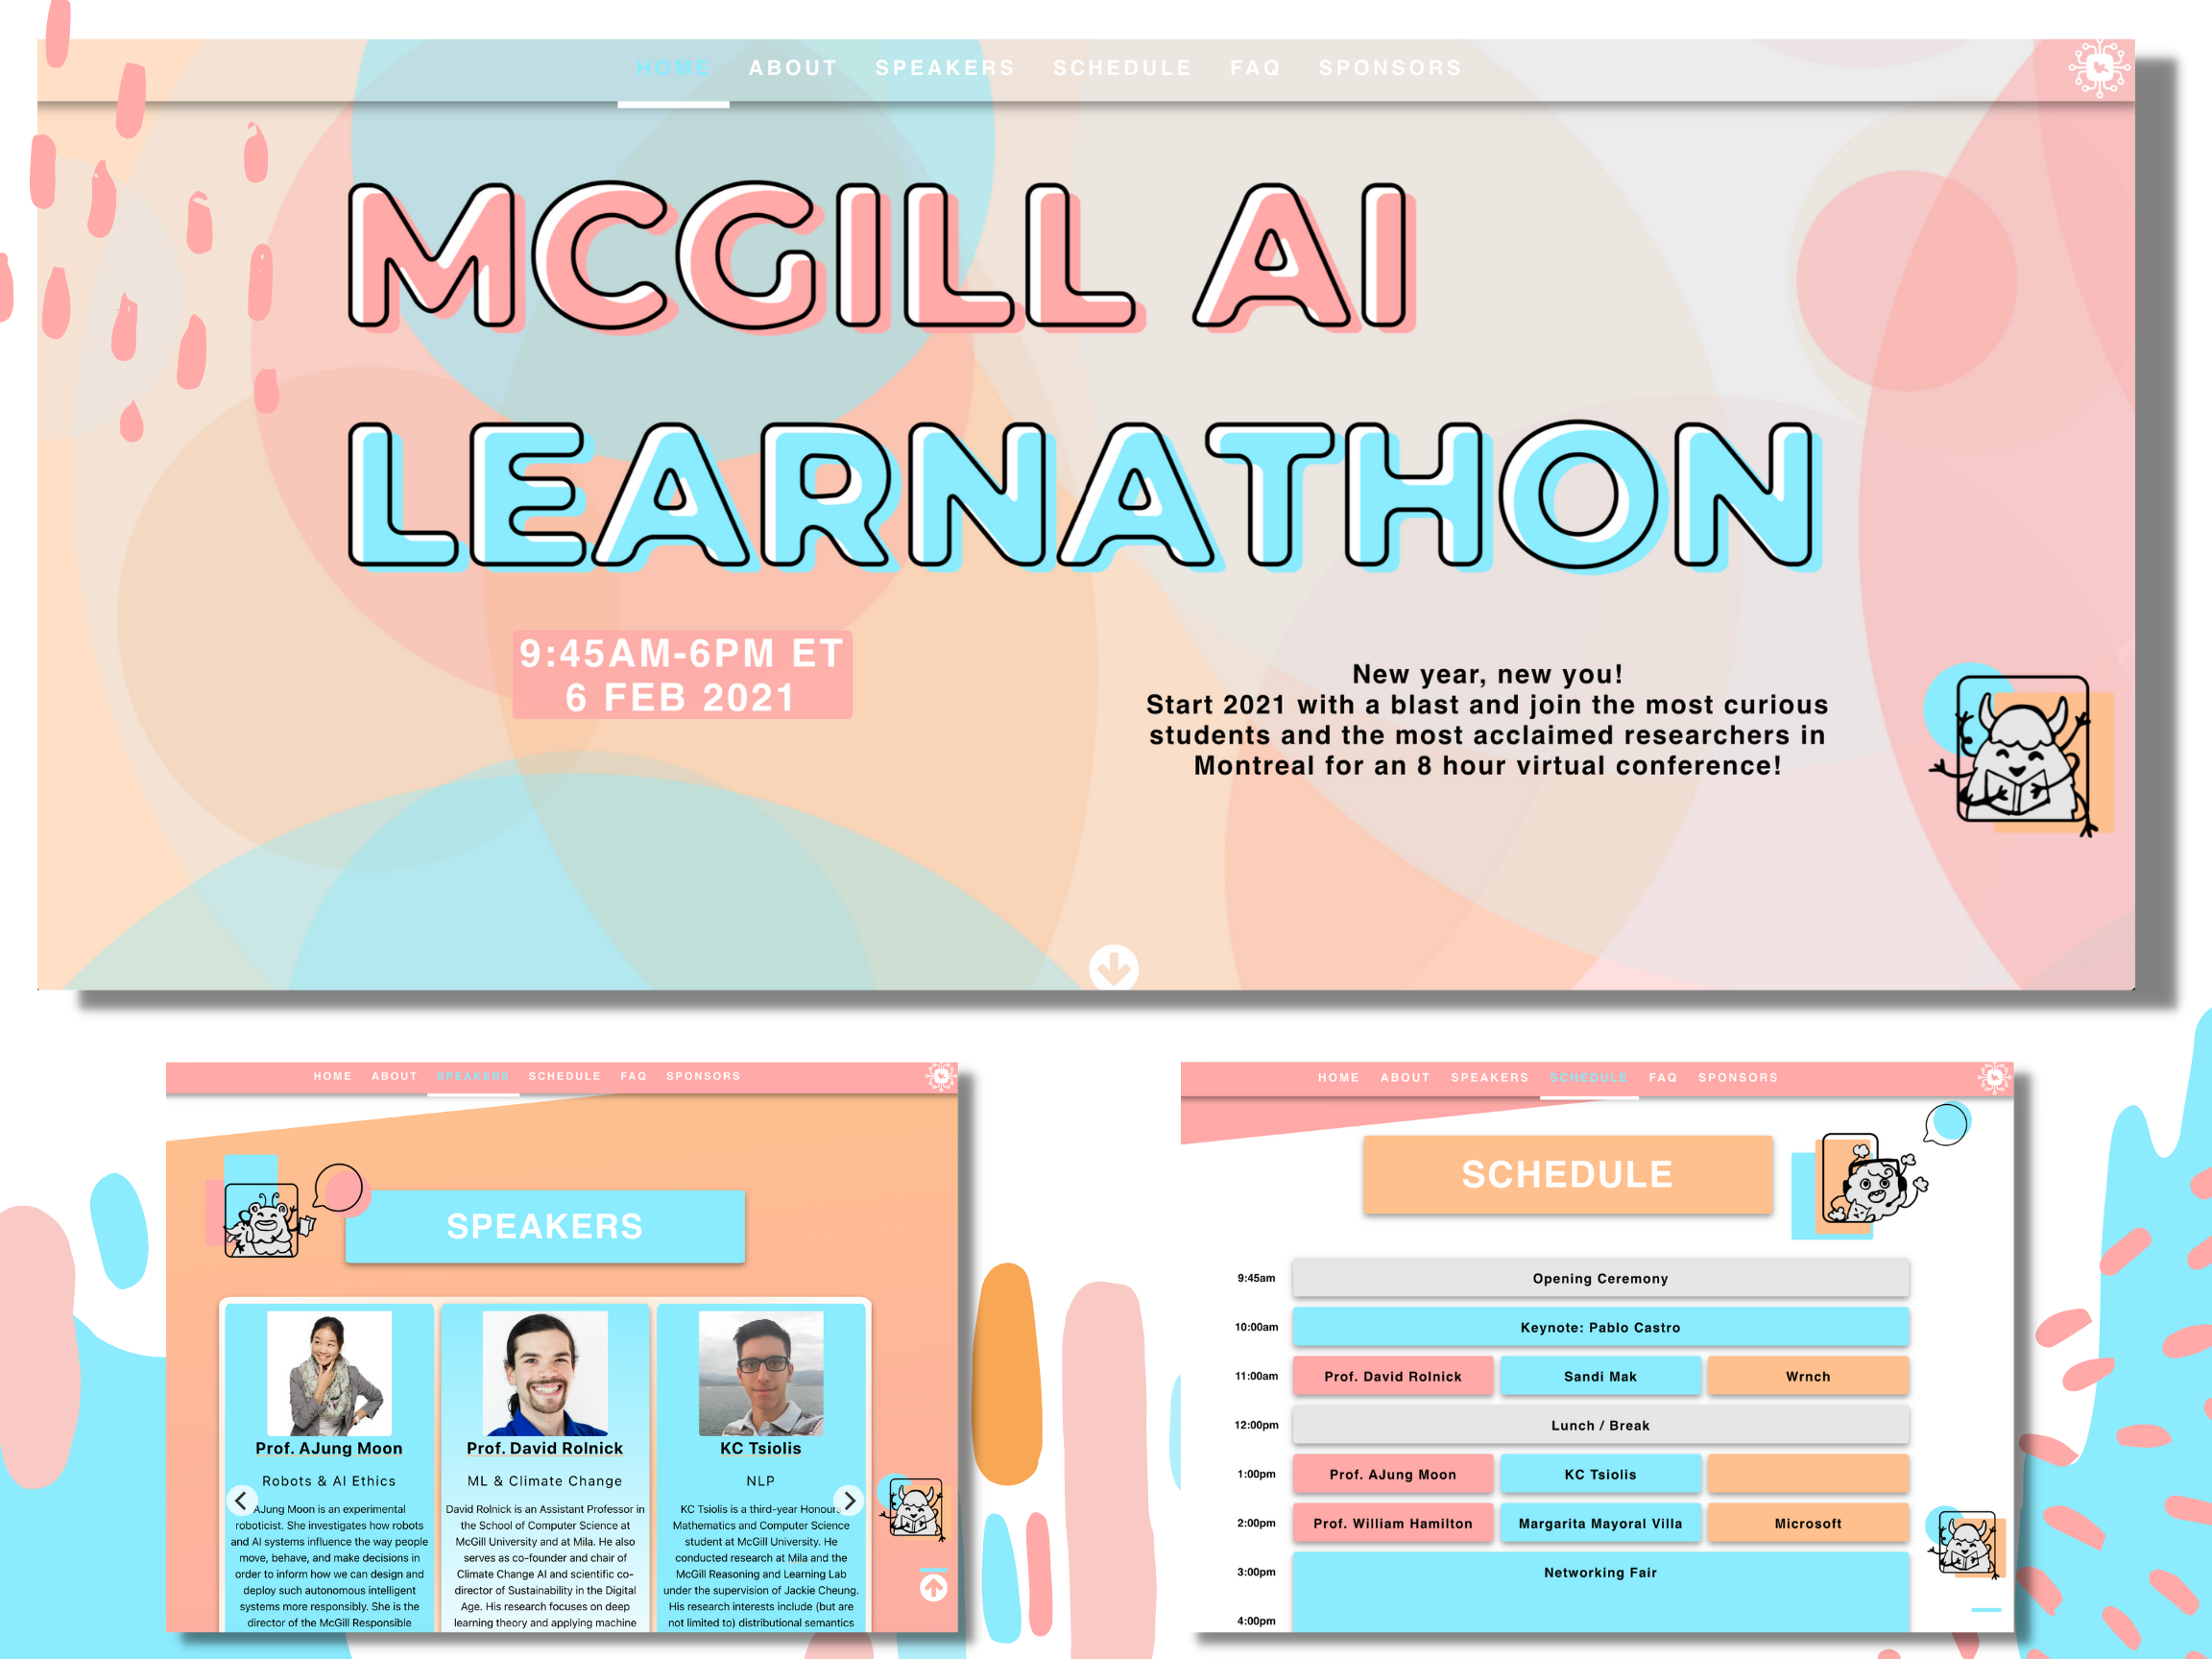 HOME ABOUT SPEAKERS SCHEDULE FAQ SPONSORS
MCGILL AI
LEARNATHON
9:45AM-6PM ET
6 FEB 2021
New year, new you!
Start 2021 with a blast and join the most curious
students and the most acclaimed researchers in
Montreal for an 8 hour virtual conference!
HOME ABOUT SPEAKERS SCHEDULE FAQ SPONSORS
SPEAKERS
Prof. AJung Moon
Robots & AI Ethics
AJung Moon is an experimental
roboticist. She investigates how robots
and AI systems influence the way people
move, behave, and make decisions in
order to inform how we can design and
deploy such autonomous intelligent
systems more responsibly. She is the
director of the McGill Responsible
Prof. David Rolnick
ML & Climate Change
David Rolnick is an Assistant Professor in
the School of Computer Science at
McGill University and at Mila. He also
serves as co-founder and chair of
Climate Change AI and scientific co-
director of Sustainability in the Digital
Age. His research focuses on deep
learning theory and applying machine
KC Tsiolis
NLP
KC Tsiolis is a third-year Honours
Mathematics and Computer Science
student at McGill University. He
conducted research at Mila and the
McGill Reasoning and Learning Lab
under the supervision of Jackie Cheung.
His research interests include (but are
not limited to) distributional semantics
HOME ABOUT SPEAKERS SCHEDULE FAQ SPONSORS
SCHEDULE
9:45am Opening Ceremony
10:00am Keynote: Pablo Castro
11:00am Prof. David Rolnick Sandi Mak Wrnch
12:00pm Lunch / Break
1:00pm Prof. AJung Moon KC Tsiolis
2:00pm Prof. William Hamilton Margarita Mayoral Villa Microsoft
3:00pm Networking Fair
4:00pm